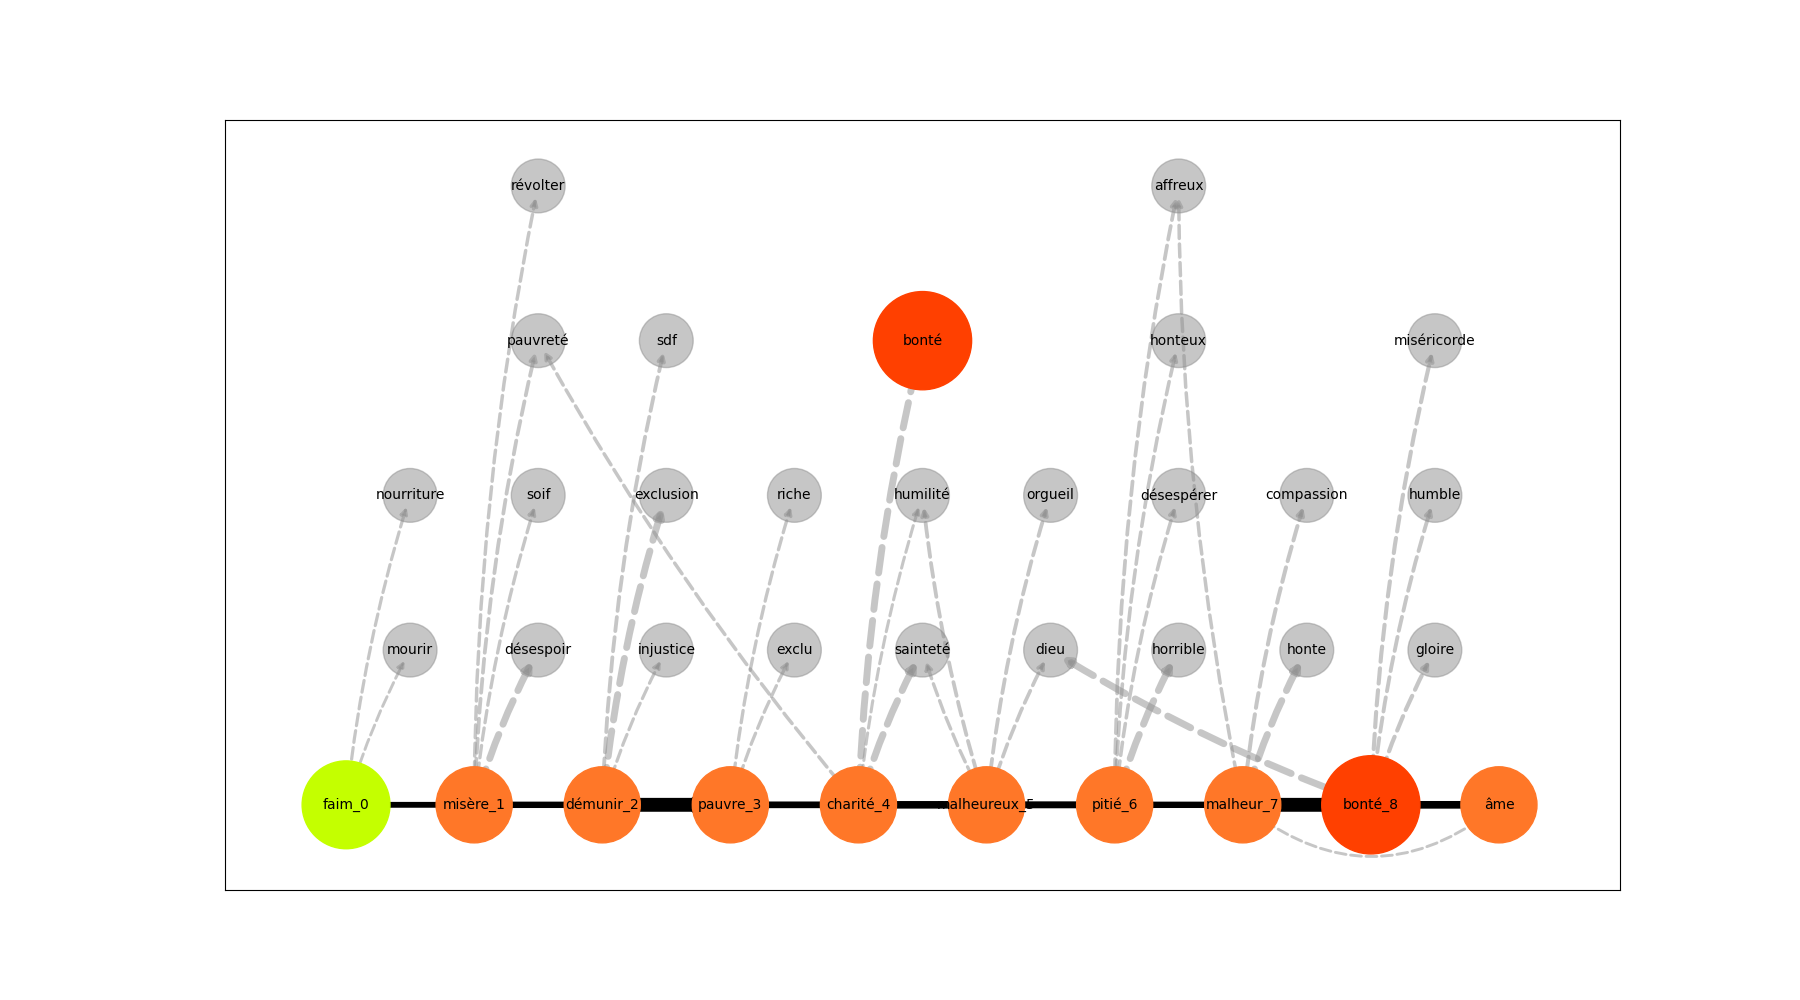 révolter affreux
pauvreté sdf bonté honteux miséricorde
nourriture soif exclusion riche humilité orgueil désespérer compassion humble
mourir désespoir injustice exclu sainteté dieu horrible honte gloire
faim_0 misère_1 démunir_2 pauvre_3 charité_4 malheureux_5 pitié_6 malheur_7 bonté_8 âme